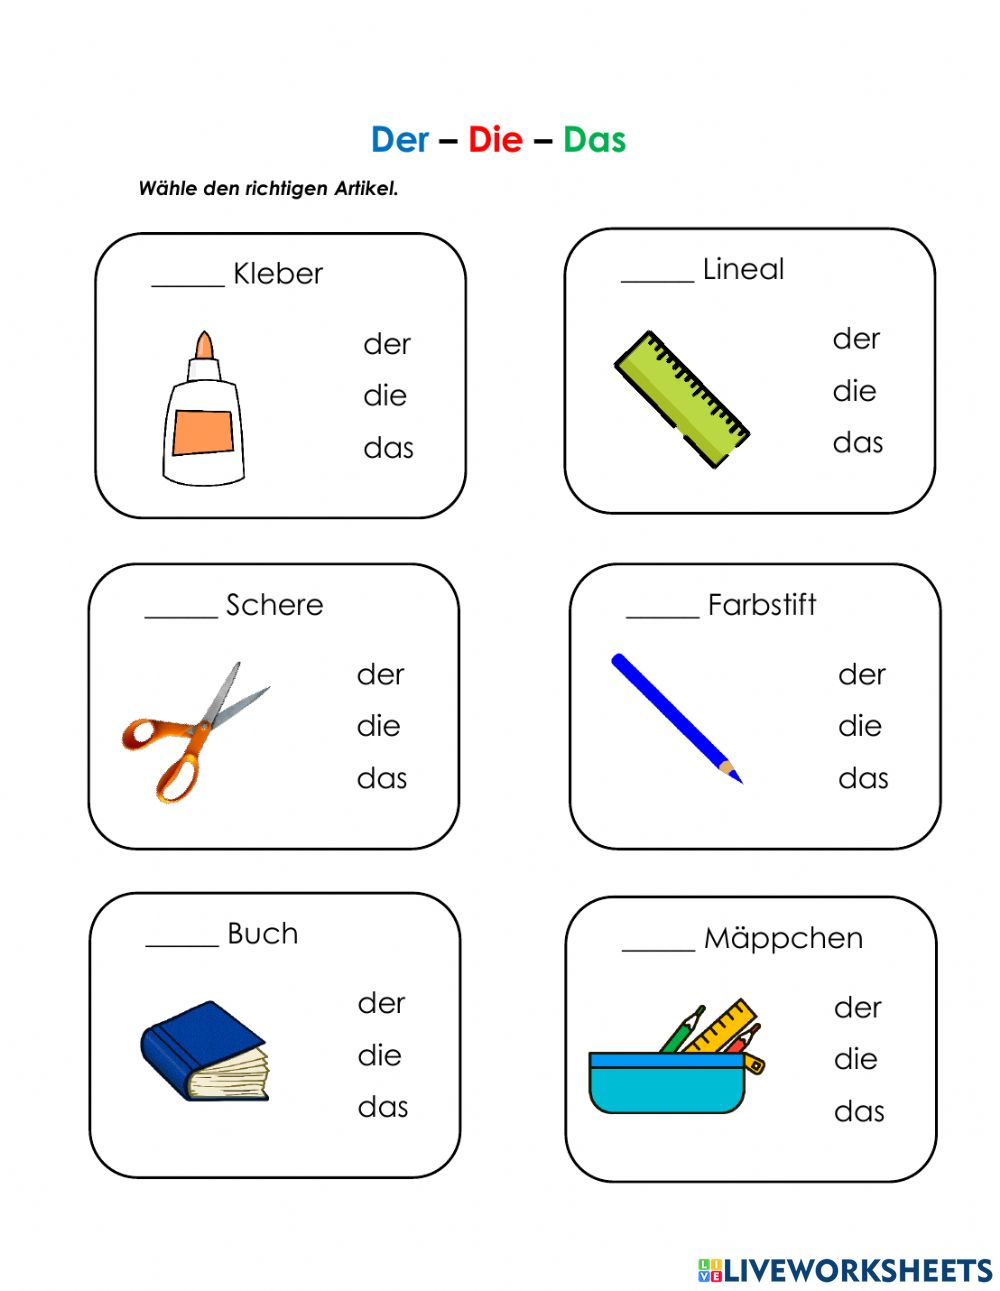 Der – Die – Das
Wähle den richtigen Artikel.
_____ Kleber
der
die
das
_____ Lineal
der
die
das
_____ Schere
der
die
das
_____ Farbstift
der
die
das
_____ Buch
der
die
das
_____ Mäppchen
der
die
das
LIVE LIVEWORKSHEETS